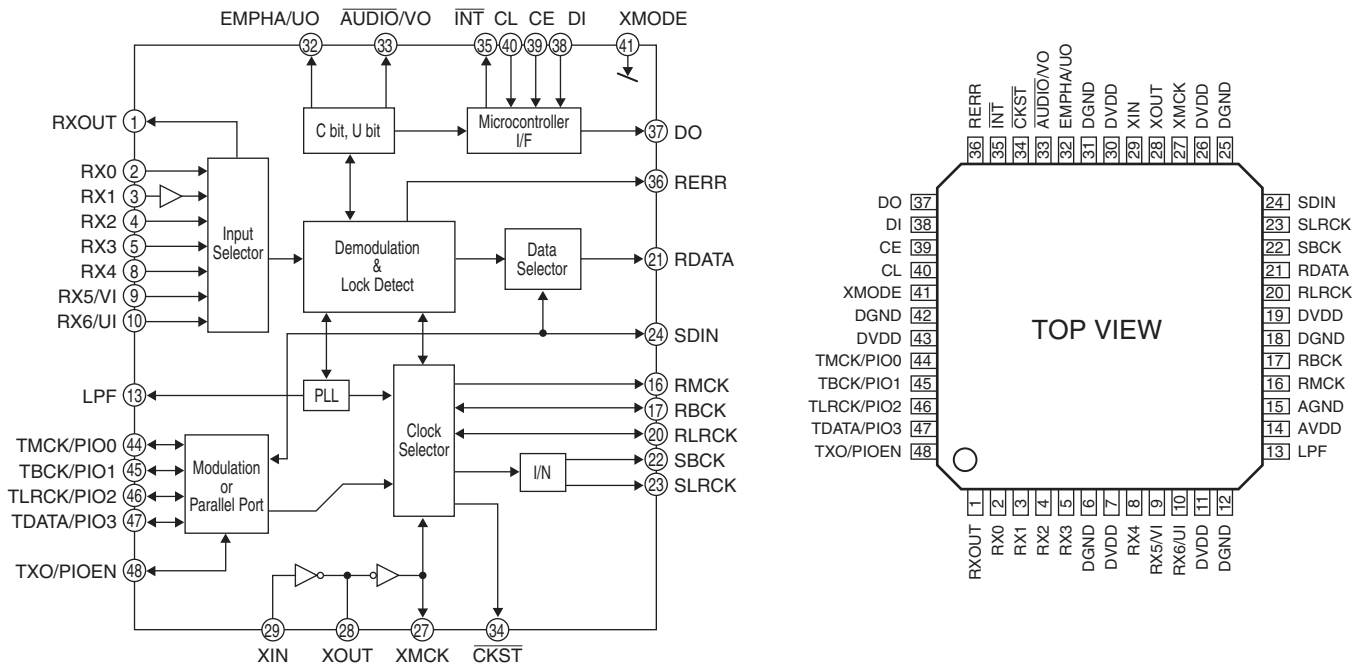 EMPHA/UO AUDIO/VO INT CL CE DI XMODE
32 33 35 40 39 38 41
RXOUT 1
C bit, U bit
Microcontroller
I/F
37 DO
RX0 2
36 RERR
RX1 3
RX2 4
RX3 5
RX4 8
RX5/VI 9
RX6/UI 10
Input
Selector
Demodulation
&
Lock Detect
Data
Selector
21 RDATA
24 SDIN
LPF 13
PLL
Clock
Selector
16 RMCK
17 RBCK
20 RLRCK
TMCK/PIO0 44
TBCK/PIO1 45
TLRCK/PIO2 46
TDATA/PIO3 47
Modulation
or
Parallel Port
I/N
22 SBCK
23 SLRCK
TXO/PIOEN 48
29 28 27 34
XIN XOUT XMCK CKST
RERR INT CKST AUDIO/VO EMPHA/UO DGND DVDD XIN XOUT XMCK DVDD DGND
36 35 34 33 32 31 30 29 28 27 26 25
DO 37
DI 38
CE 39
CL 40
XMODE 41
DGND 42
DVDD 43
TMCK/PIO0 44
TBCK/PIO1 45
TLRCK/PIO2 46
TDATA/PIO3 47
TXO/PIOEN 48
TOP VIEW
24 SDIN
23 SLRCK
22 SBCK
21 RDATA
20 RLRCK
19 DVDD
18 DGND
17 RBCK
16 RMCK
15 AGND
14 AVDD
13 LPF
1 2 3 4 5 6 7 8 9 10 11 12
RXOUT RX0 RX1 RX2 RX3 DGND DVDD RX4 RX5/VI RX6/UI DVDD DGND